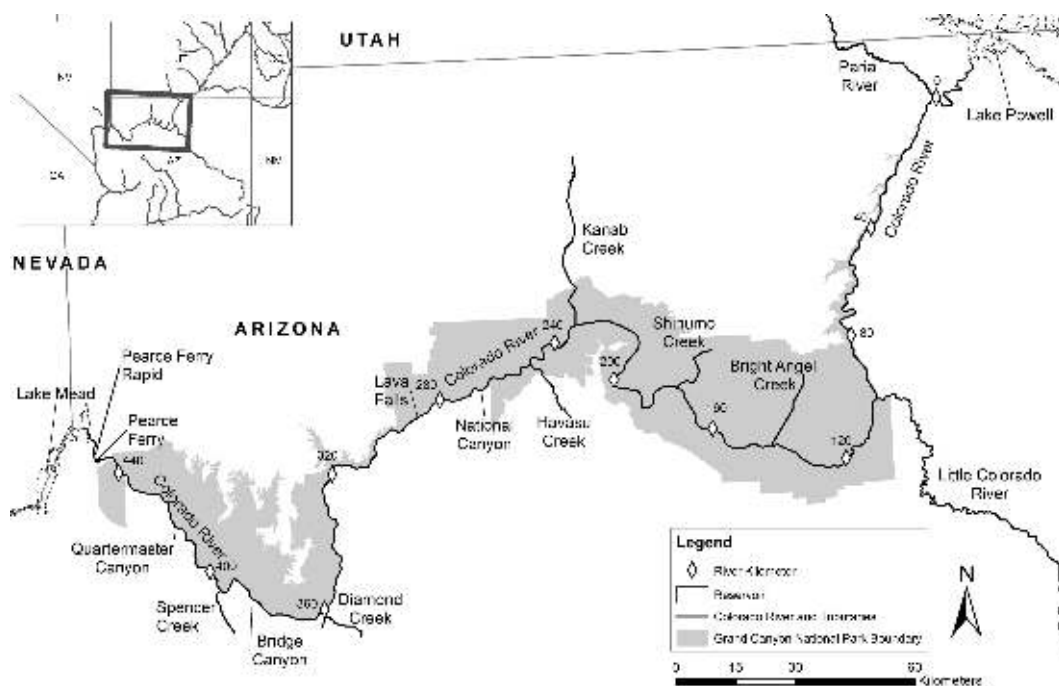 UTAH
NV
CA
AZ
NM
Paria
River
0
Lake Powell
Colorado River
Kanab
Creek
NEVADA
ARIZONA
Colorado River
240
Shinumo
Creek
80
Pearce Ferry
Rapid
Lava
Falls
280
200
Bright Angel
Creek
Lake Mead
National
Canyon
Havasu
Creek
Pearce
Ferry
440
320
120
Little Colorado
River
Colorado River
Quartermaster
Canyon
400
Spencer
Creek
360
Diamond
Creek
Bridge
Canyon
Legend
River Kilometer
Reservoir
Colorado River and Tributaries
Grand Canyon National Park Boundary
N
0 15 30 60
Kilometers